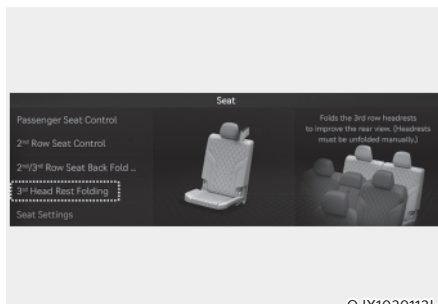 Seat
Passenger Seat Control
2nd Row Seat Control
2nd/3rd Row Seat Back Fold ...
3rd Head Rest Folding
Seat Settings
Folds the 3rd row headrests
to improve the rear view. (Headrests
must be unfolded manually.)